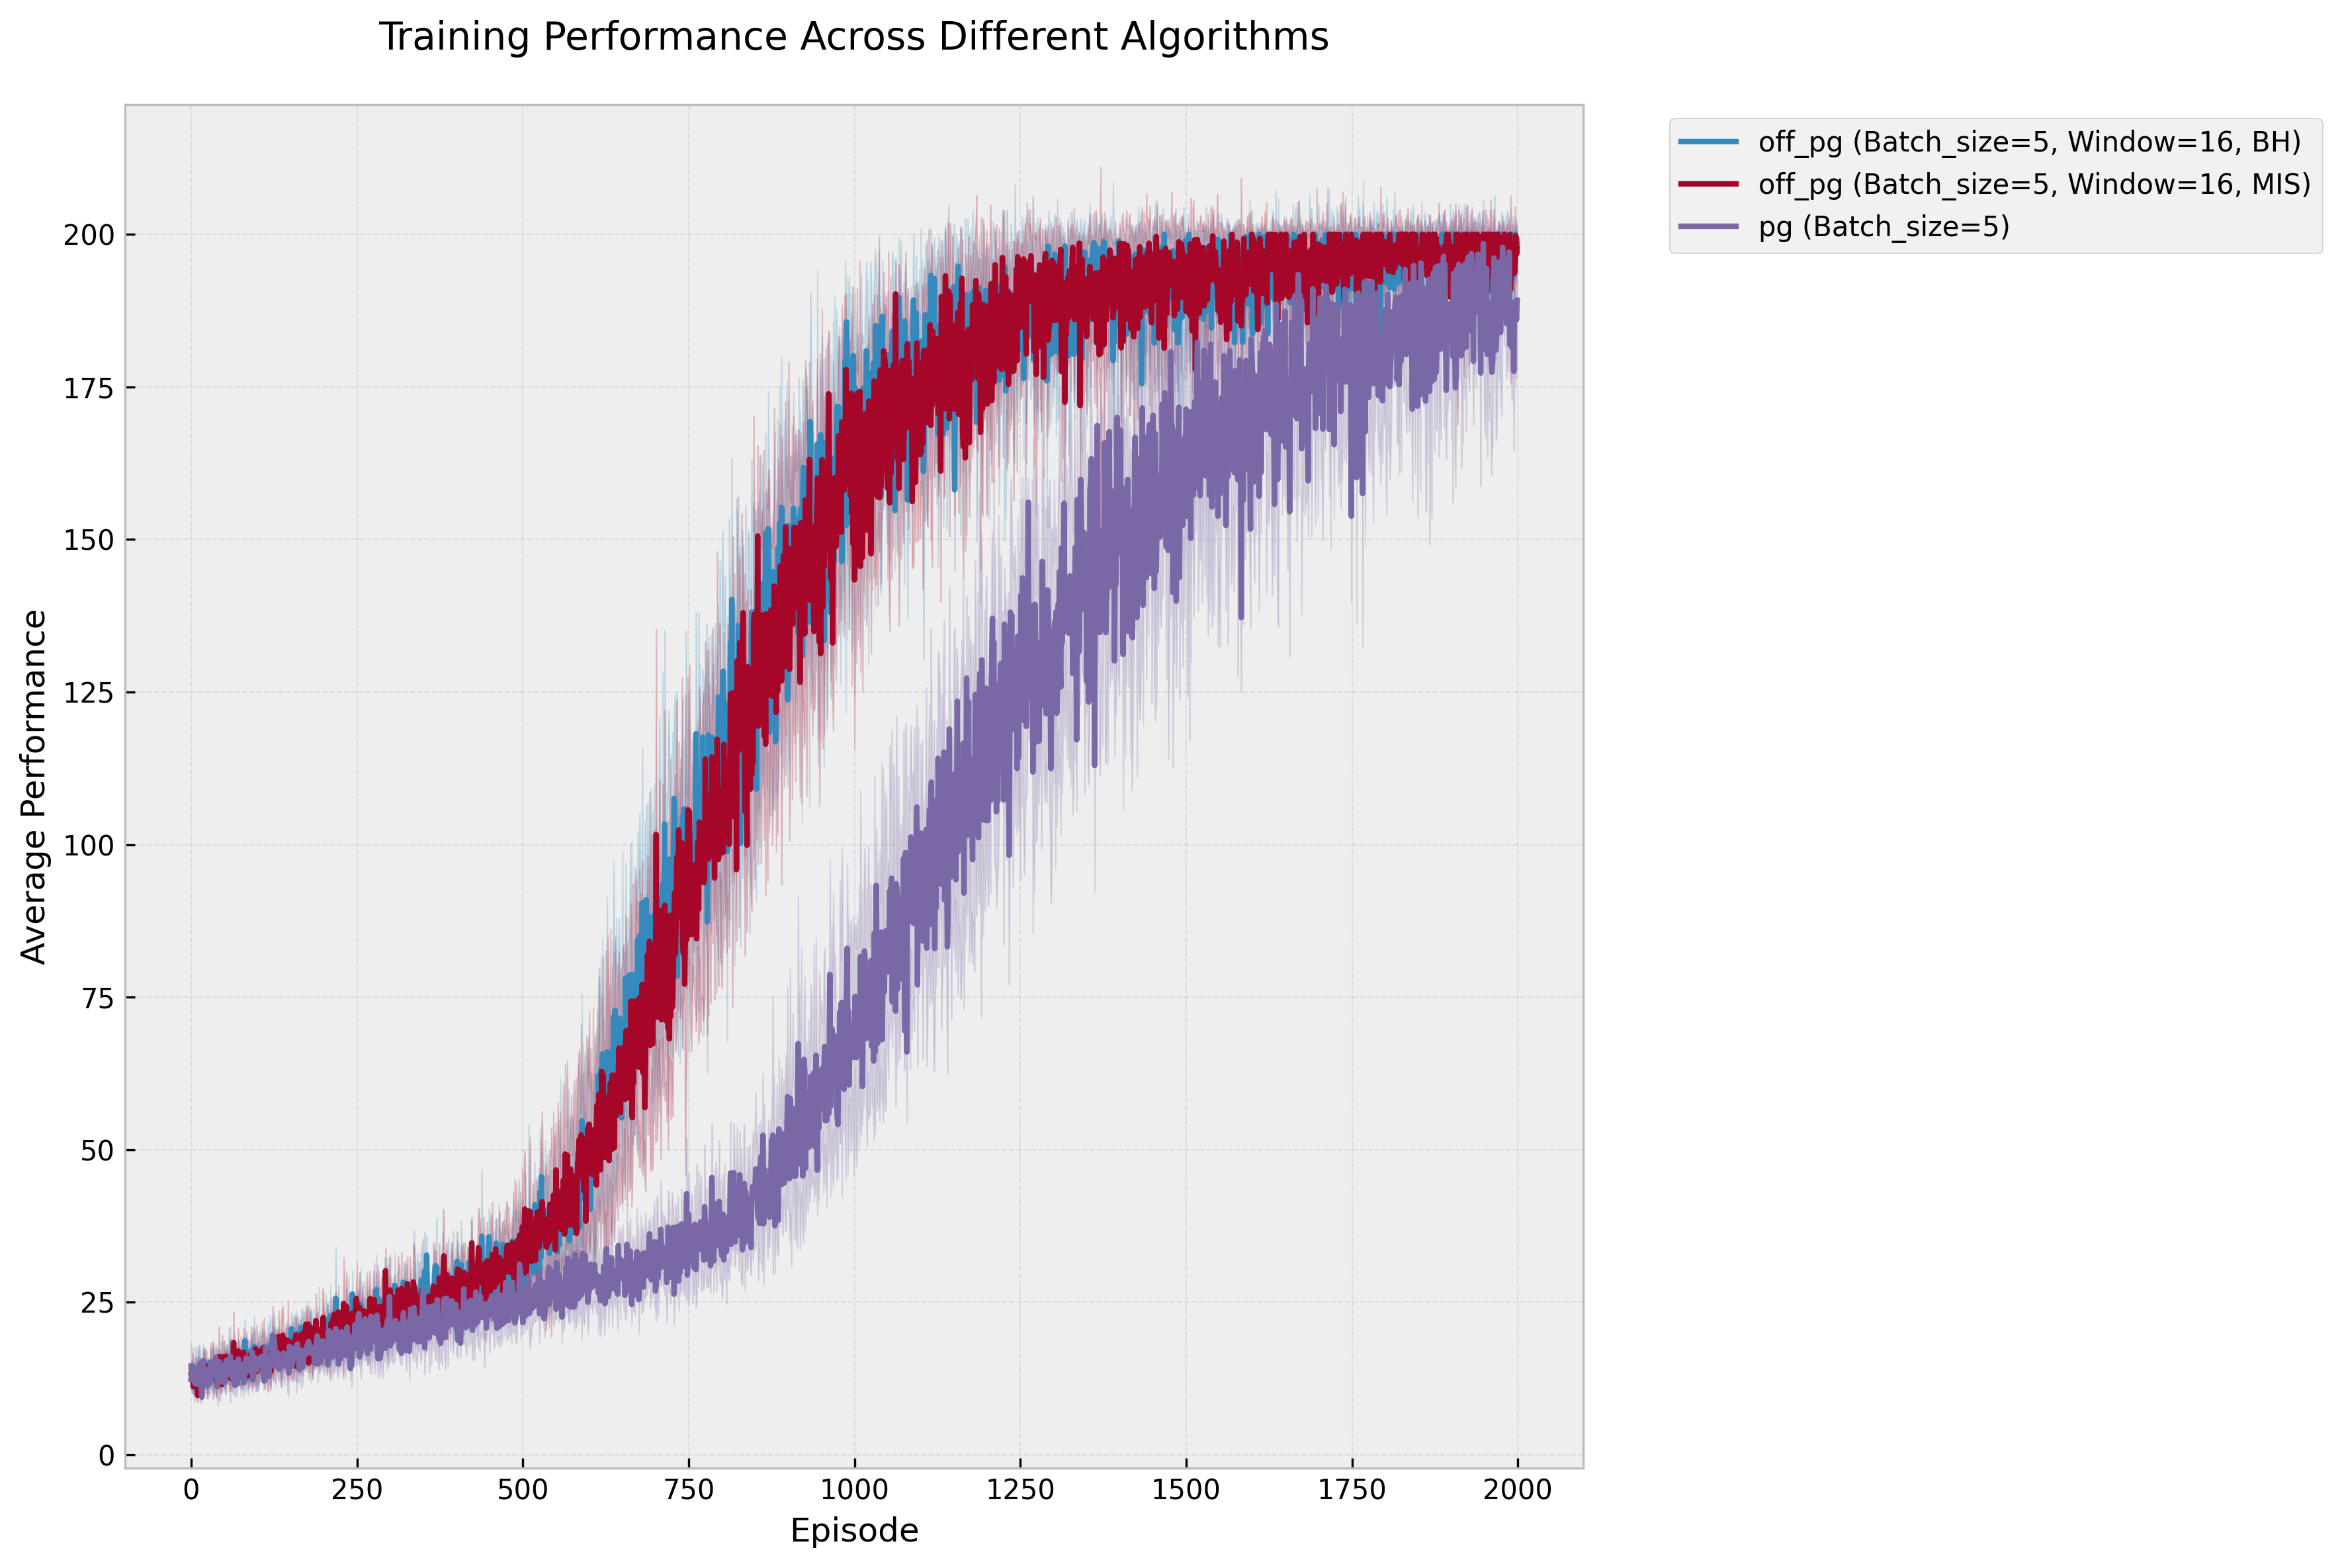 Training Performance Across Different Algorithms
off_pg (Batch_size=5, Window=16, BH)
off_pg (Batch_size=5, Window=16, MIS)
pg (Batch_size=5)
Average Performance
200
175
150
125
100
75
50
25
0
0 250 500 750 1000 1250 1500 1750 2000
Episode